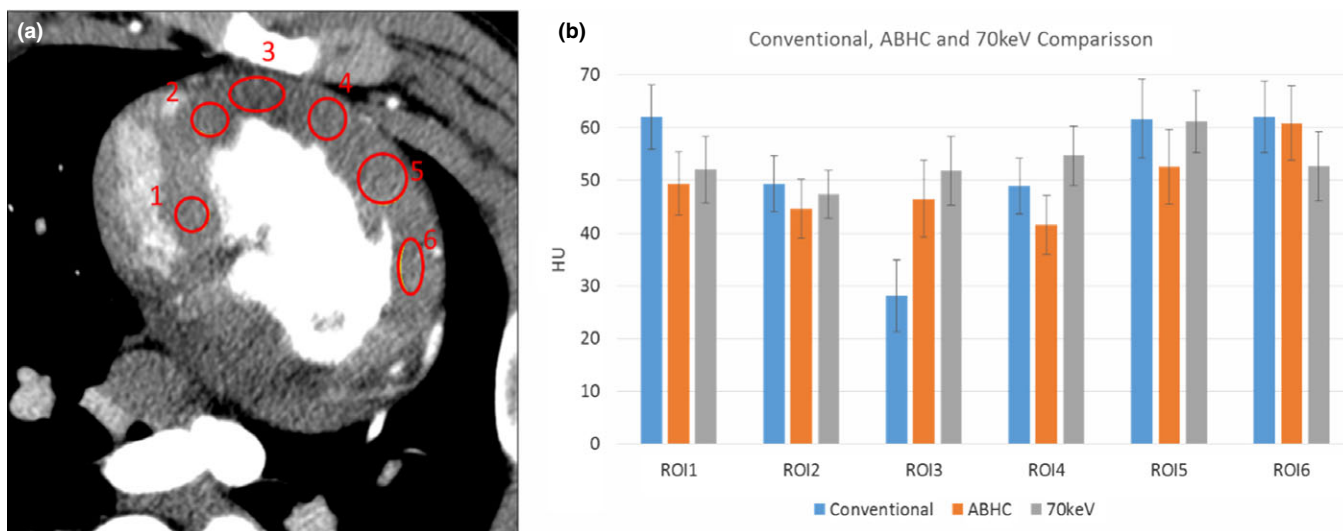 (a)
3
2
4
5
1
6
(b)
Conventional, ABHC and 70keV Comparisson
70
60
50
40
30
20
10
0
HU
ROI1 ROI2 ROI3 ROI4 ROI5 ROI6
Conventional ABHC 70keV